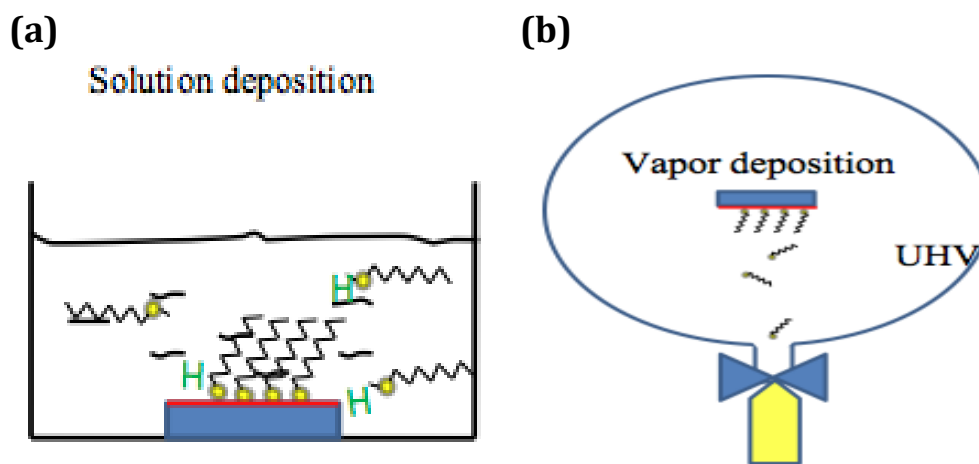 (a)
Solution deposition
H
H
H
(b)
Vapor deposition
UHV